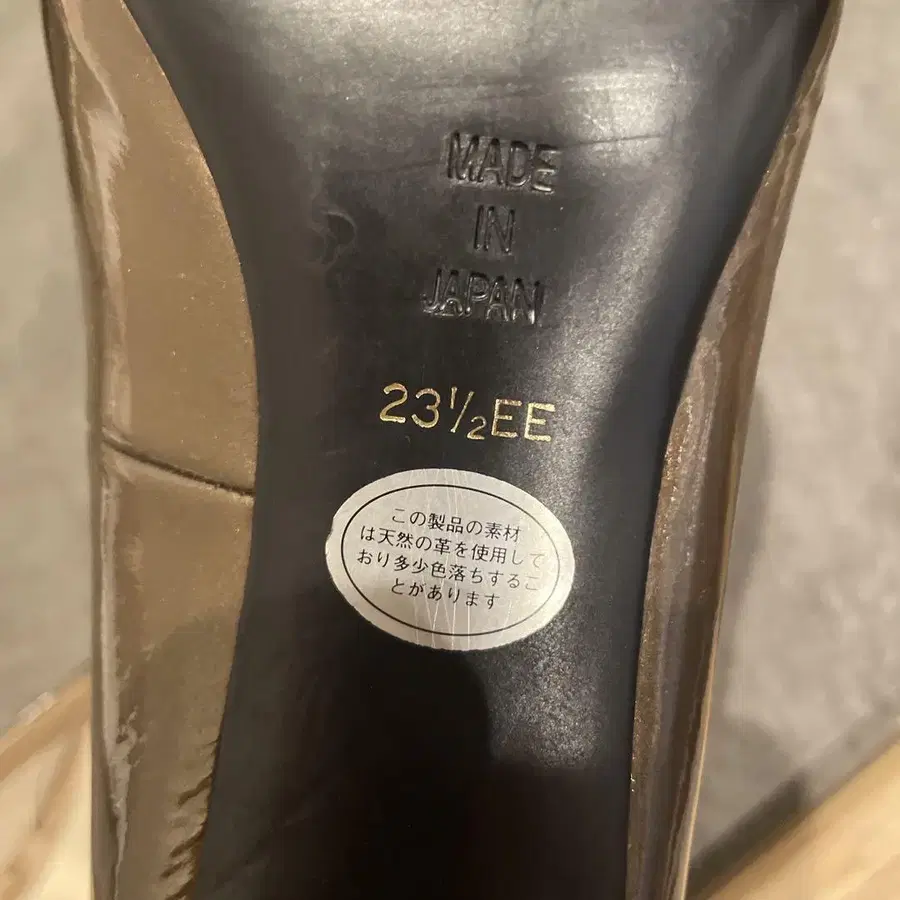 MADE
IN
JAPAN
23½EE
この製品の素材
は天然の革を使用して
おり多少色落ちするこ
とがあります